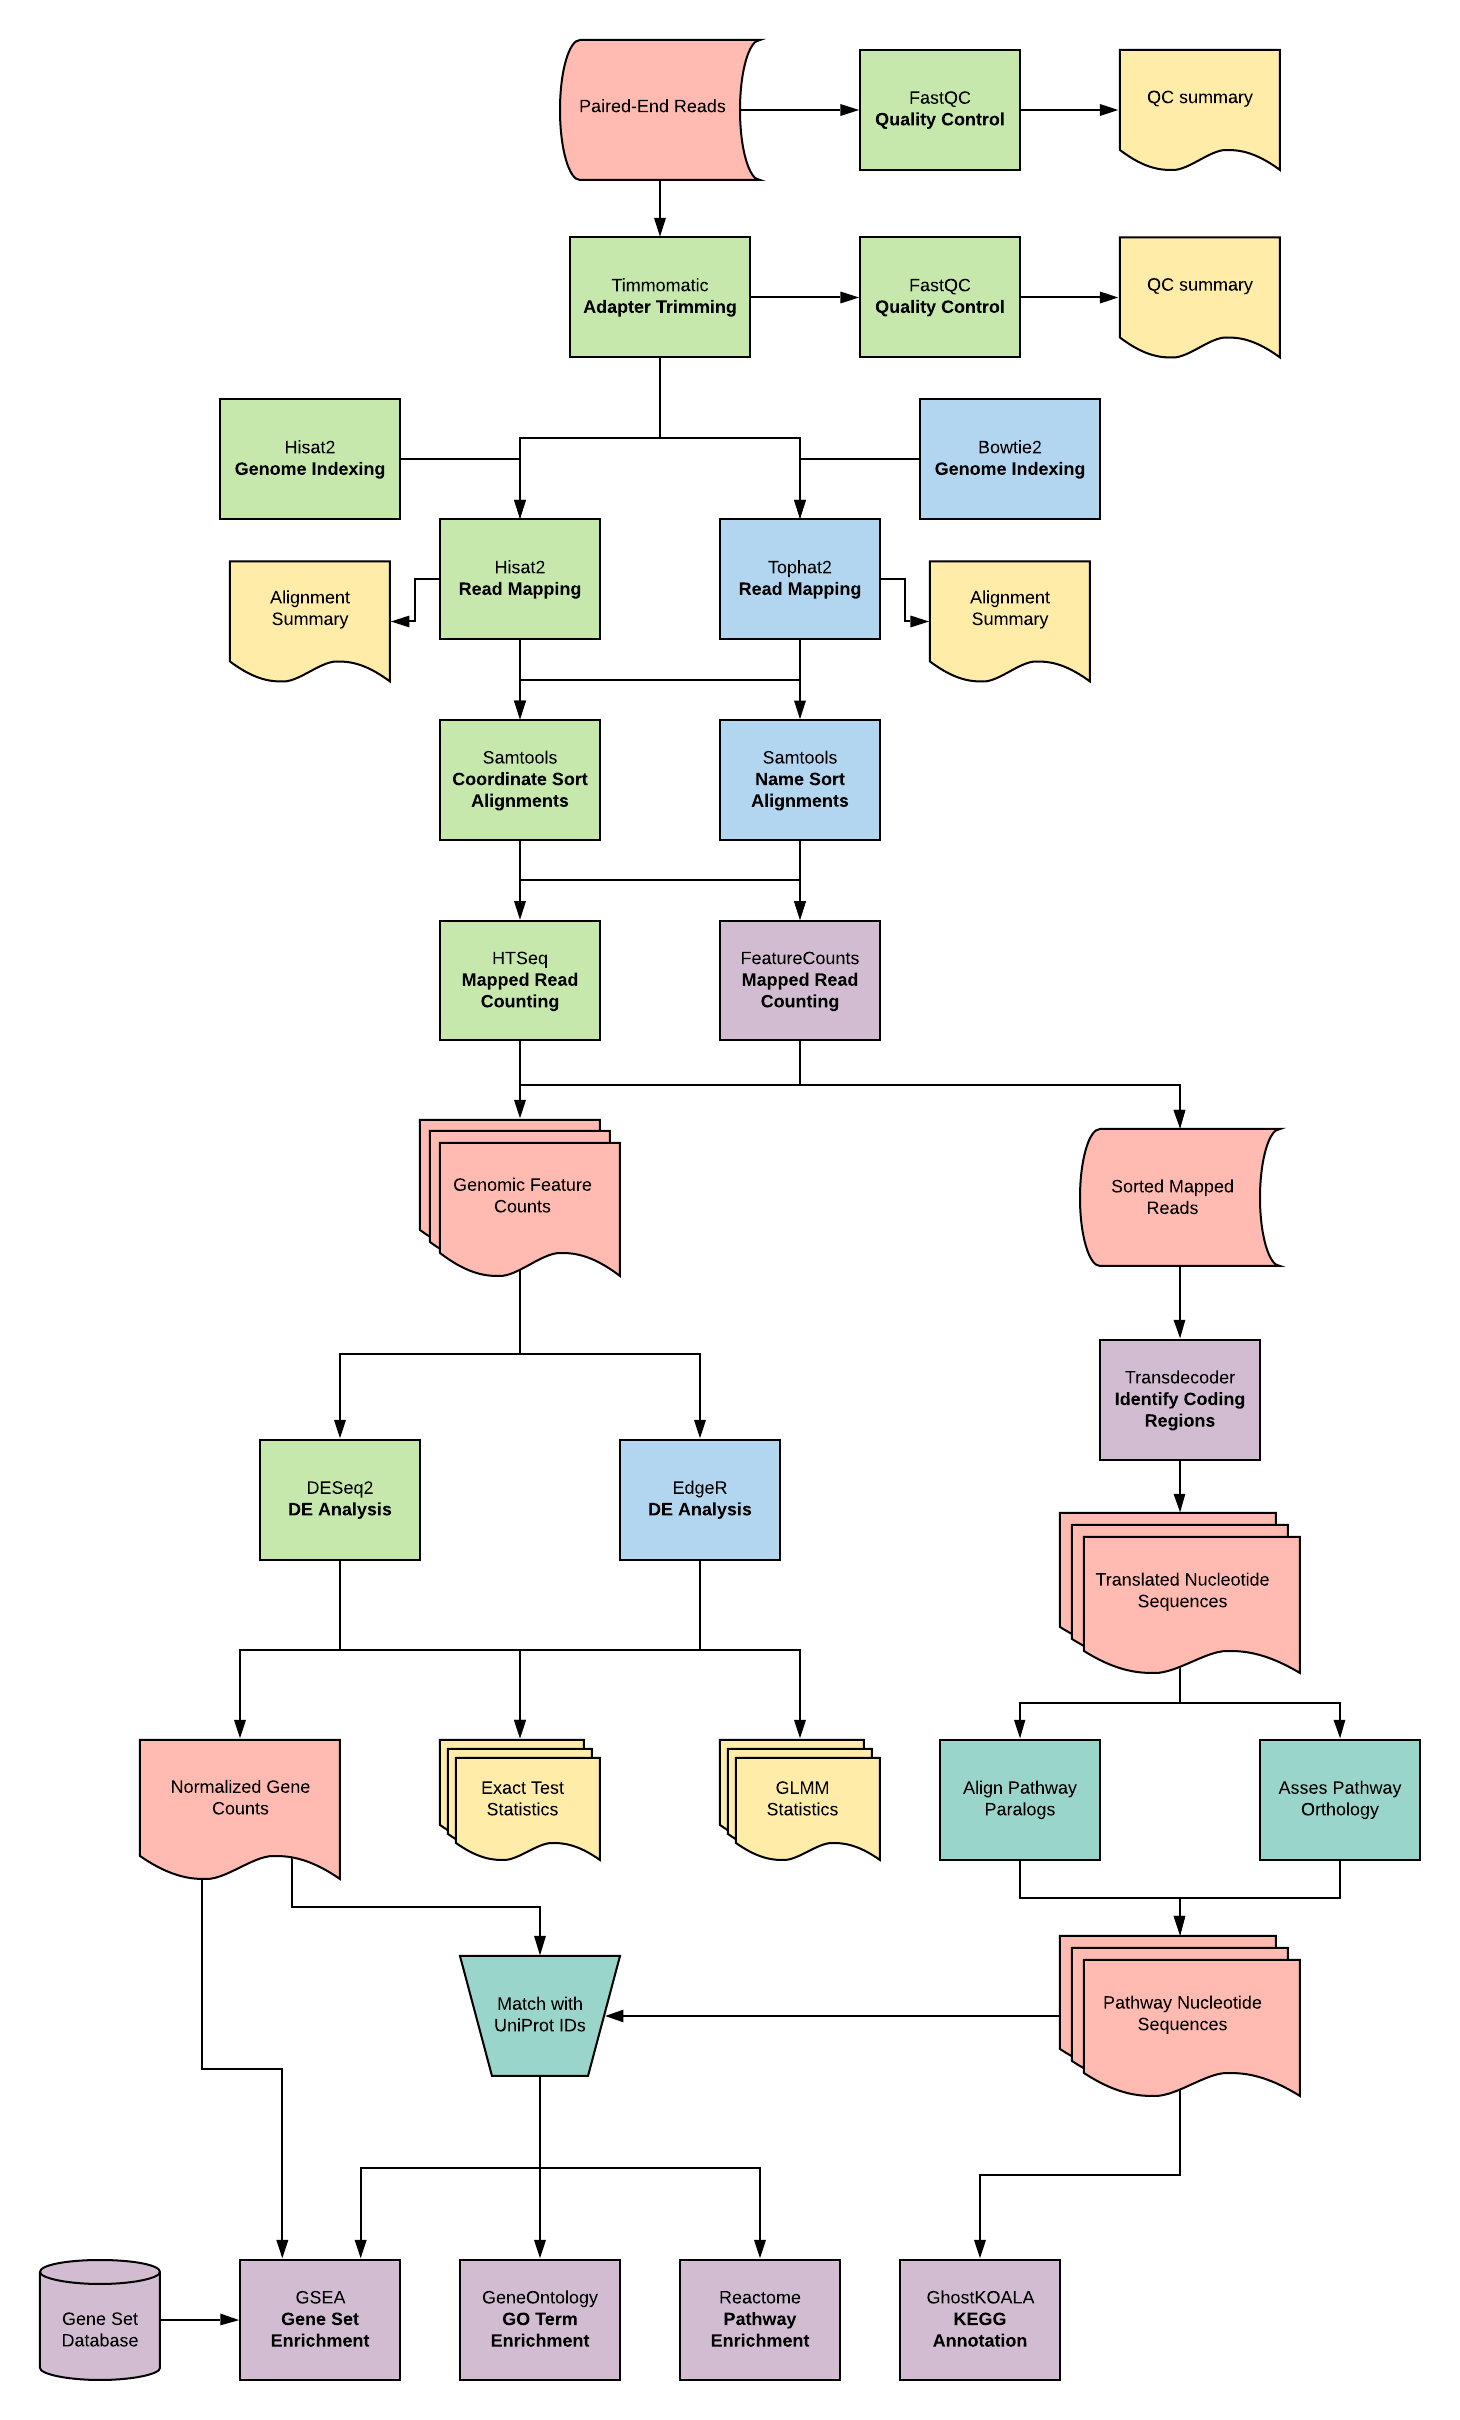 Paired-End Reads
FastQC
Quality Control
QC summary
Timmomatic
Adapter Trimming
FastQC
Quality Control
QC summary
Hisat2
Genome Indexing
Bowtie2
Genome Indexing
Hisat2
Read Mapping
Tophat2
Read Mapping
Alignment
Summary
Alignment
Summary
Samtools
Coordinate Sort
Alignments
Samtools
Name Sort
Alignments
HTSeq
Mapped Read
Counting
FeatureCounts
Mapped Read
Counting
Genomic Feature
Counts
Sorted Mapped
Reads
Transdecoder
Identify Coding
Regions
DESeq2
DE Analysis
EdgeR
DE Analysis
Translated Nucleotide
Sequences
Normalized Gene
Counts
Exact Test
Statistics
GLMM
Statistics
Align Pathway
Paralogs
Asses Pathway
Orthology
Match with
UniProt IDs
Pathway Nucleotide
Sequences
Gene Set
Database
GSEA
Gene Set
Enrichment
GeneOntology
GO Term
Enrichment
Reactome
Pathway
Enrichment
GhostKOALA
KEGG
Annotation